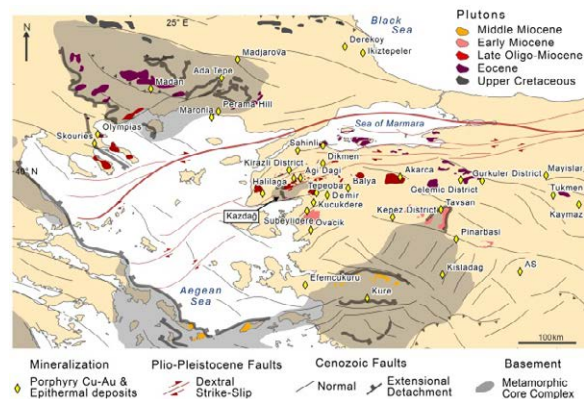 25° E
N
Black
Sea
Plutons
Middle Miocene
Early Miocene
Late Oligo-Miocene
Eocene
Upper Cretaceous
Derekoy
Ikiztepeler
Madjarova
Ada Tepe
Madan
Perama Hill
Maronia
Olympias
Skouries
Sea of Marmara
Sahinli
Dikmen
40° N
Kirazli District
Agi Dagi
Halilaga
Tepeoba
Balya
Akarca
Gurkuler District
Mayislar
Gelemic District
Tukmen
Kaymaz
Demir
Kucukdere
Kazdağ
Subeylidere
Ovacik
Kepez District
Tavsan
Pinarbasi
Aegean
Sea
Efemcukuru
Kure
Kisladag
AS
100km
Mineralization
Porphyry Cu-Au &
Epithermal deposits
Plio-Pleistocene Faults
Dextral
Strike-Slip
Cenozoic Faults
Normal
Extensional
Detachment
Basement
Metamorphic
Core Complex